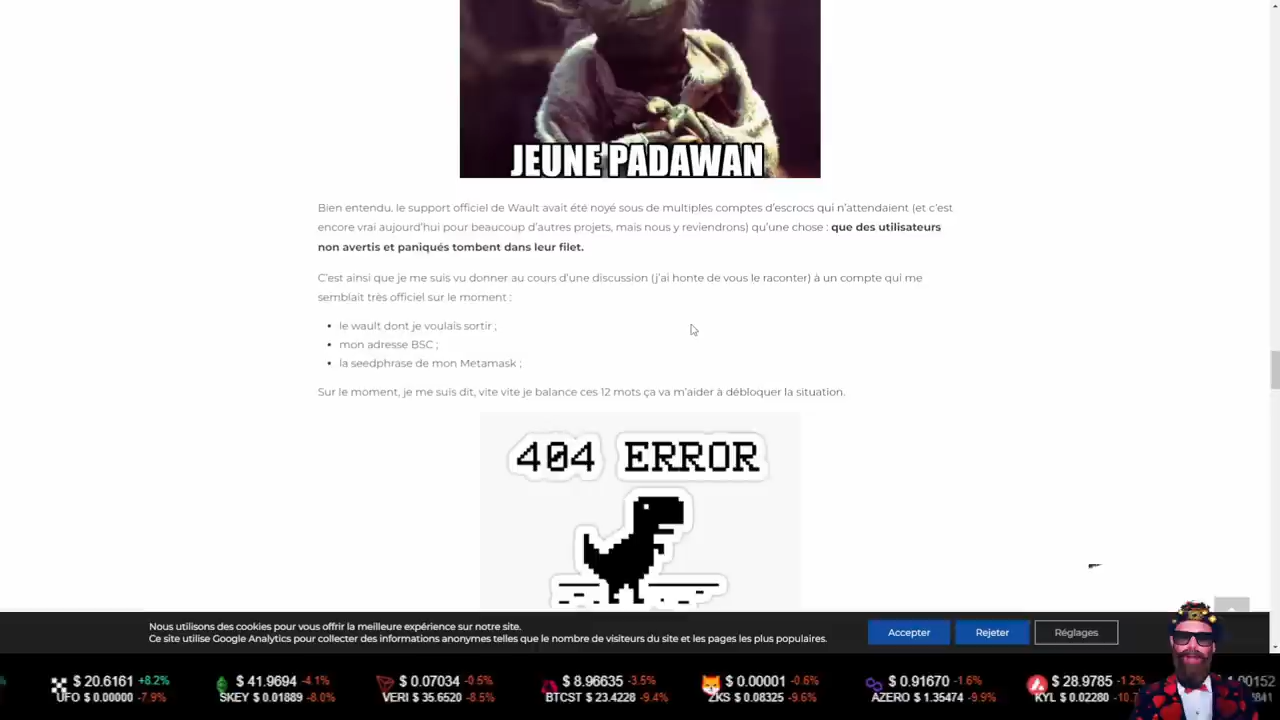 JEUNE PADAWAN
Bien entendu, le support officiel de Wault avait été noyé sous de multiples comptes d'escrocs qui n'attendaient (et c'est
encore vrai aujourd'hui pour beaucoup d'autres projets, mais nous y reviendrons) qu'une chose : que des utilisateurs
non avertis et paniqués tombent dans leur filet.
C'est ainsi que je me suis vu donner au cours d'une discussion (j'ai honte de vous le raconter) à un compte qui me
semblait très officiel sur le moment :
• le wault dont je voulais sortir ;
• mon adresse BSC ;
• la seedphrase de mon Metamask ;
Sur le moment, je me suis dit, vite vite je balance ces 12 mots ça va m'aider à débloquer la situation.
404 ERROR
Nous utilisons des cookies pour vous offrir la meilleure expérience sur notre site.
Ce site utilise Google Analytics pour collecter des informations anonymes telles que le nombre de visiteurs du site et les pages les plus populaires.
Accepter
Rejeter
Réglages
$ 20.6161 +8.2% $ 41.9694 -4.1% $ 0.07034 -0.5% $ 8.96635 -3.5% $ 0.00001 -0.6% $ 0.91670 -1.6% $ 28.9785 -1.2% 1.00152
UFO $ 0.00000 -7.9% SKEY $ 0.01889 -8.0% VERI $ 35.6520 -8.5% BTCST $ 23.4228 -9.4% ZKS $ 0.08325 -9.6% AZERO $ 1.35474 -9.9% KYL $ 0.02280